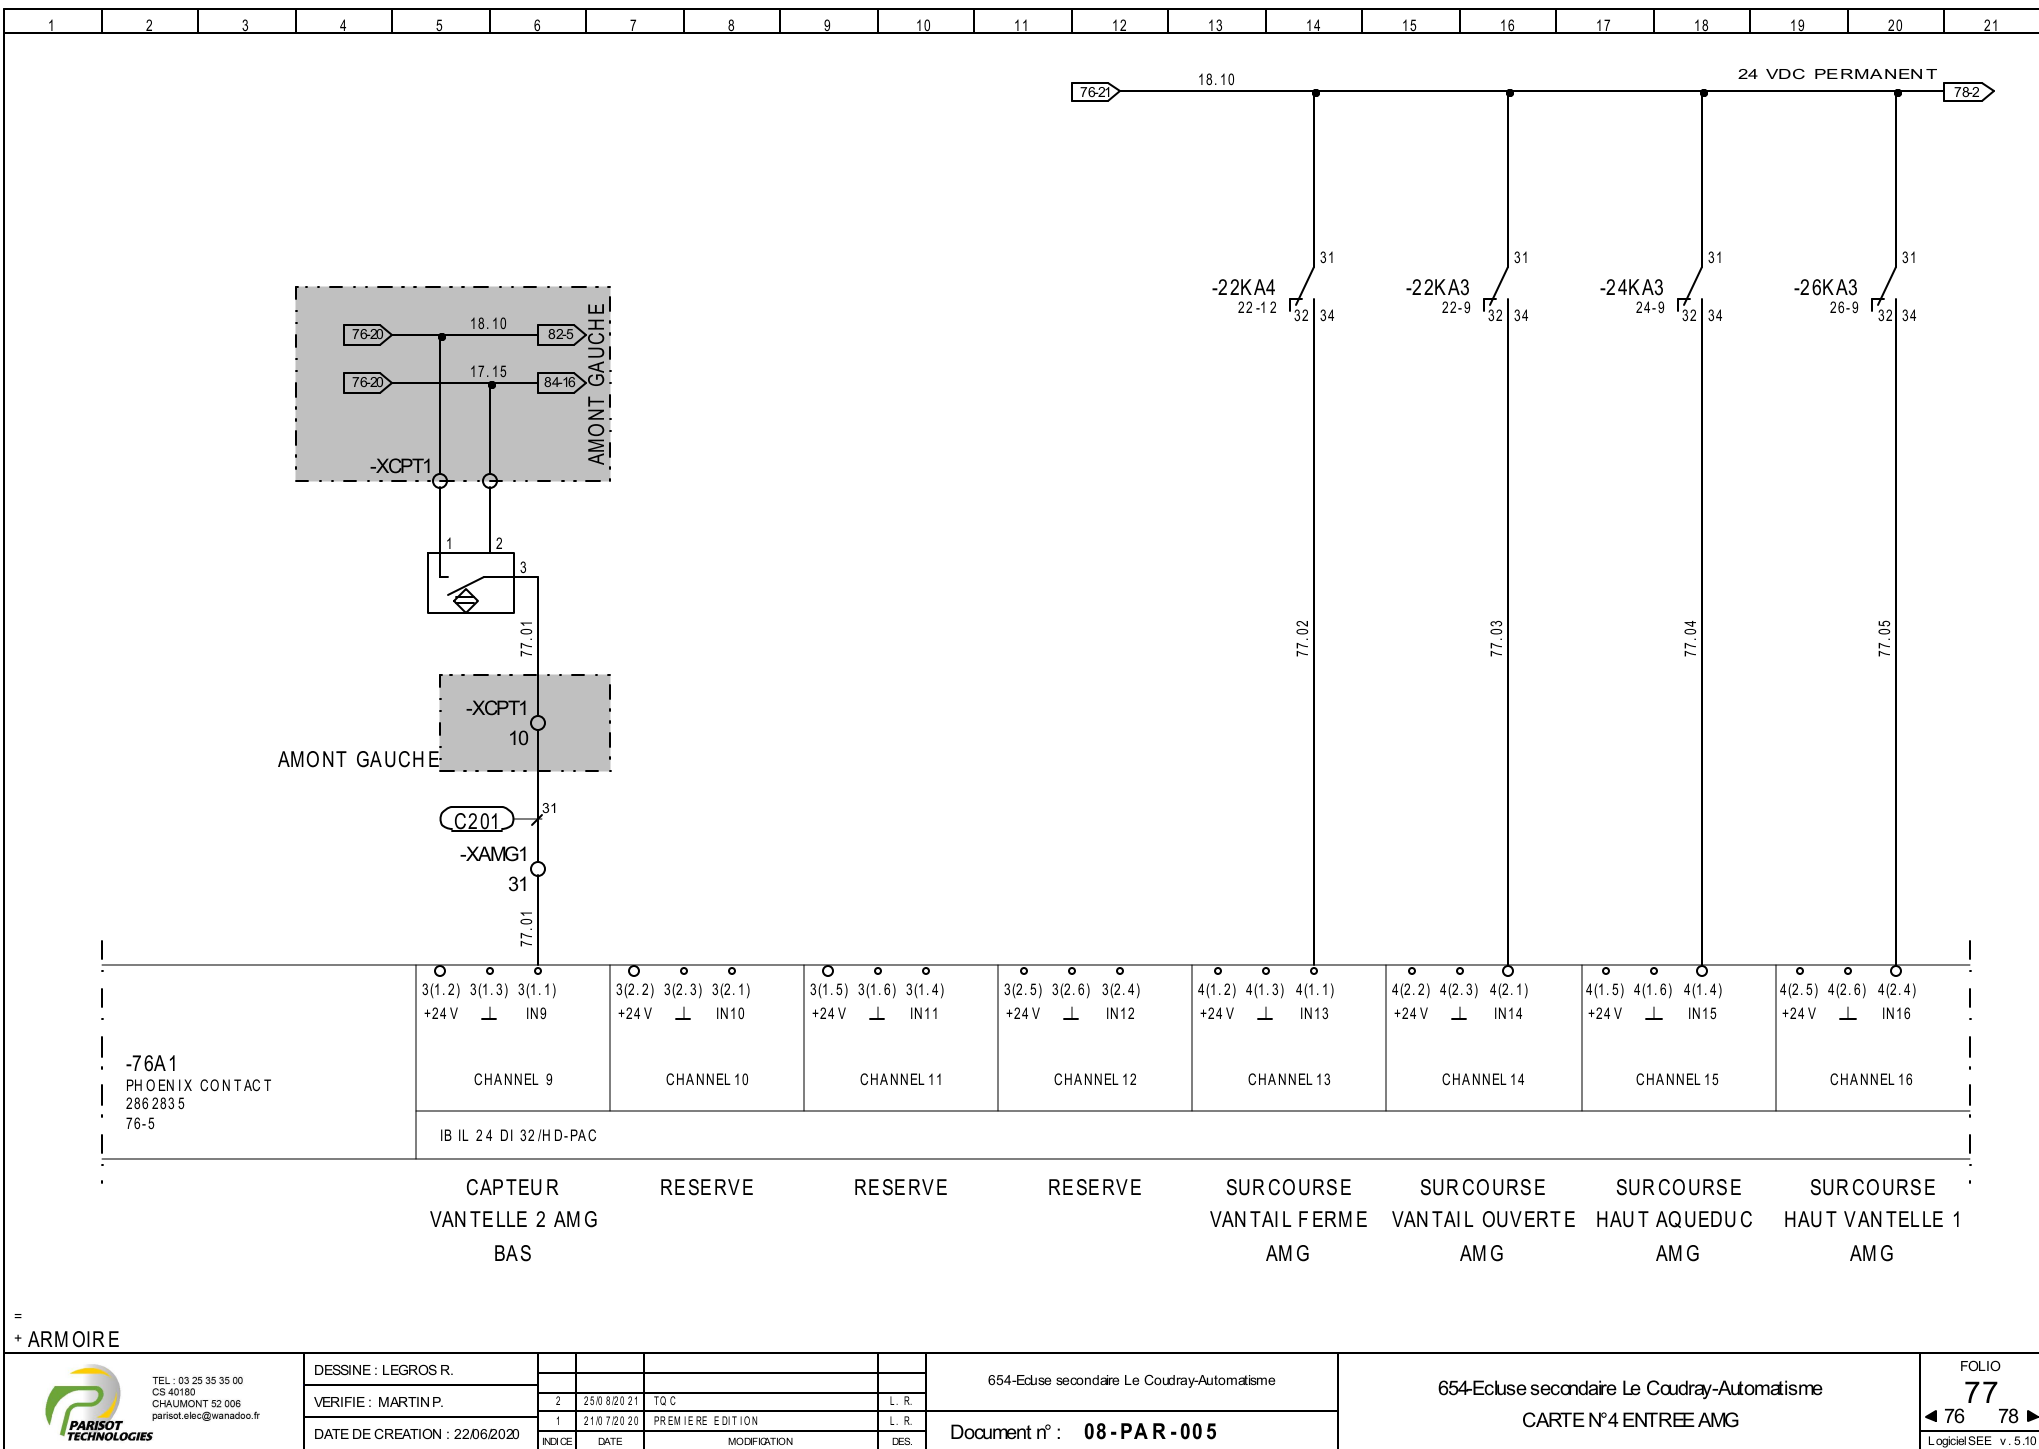 1 2 3 4 5 6 7 8 9 10 11 12 13 14 15 16 17 18 19 20 21
76-21 18.10 24 VDC PERMANENT 78-2
31 31 31 31
-22KA4 -22KA3 -24KA3 -26KA3
22-12 22-9 24-9 26-9
32 34 32 34 32 34 32 34
76-20 18.10 82-5
76-20 17.15 84-16
AMONT GAUCHE
-XCPT1
1 2
3
77.01 77.02 77.03 77.04 77.05
-XCPT1
10
AMONT GAUCHE
C201 31
-XAMG1
31
77.01
3(1.2) 3(1.3) 3(1.1) 3(2.2) 3(2.3) 3(2.1) 3(1.5) 3(1.6) 3(1.4) 3(2.5) 3(2.6) 3(2.4) 4(1.2) 4(1.3) 4(1.1) 4(2.2) 4(2.3) 4(2.1) 4(1.5) 4(1.6) 4(1.4) 4(2.5) 4(2.6) 4(2.4)
+24V IN9 +24V IN10 +24V IN11 +24V IN12 +24V IN13 +24V IN14 +24V IN15 +24V IN16
-76A1
PHOENIX CONTACT
2862835
76-5
CHANNEL 9 CHANNEL 10 CHANNEL 11 CHANNEL 12 CHANNEL 13 CHANNEL 14 CHANNEL 15 CHANNEL 16
IB IL 24 DI 32/HD-PAC
CAPTEUR
VANTELLE 2 AMG
BAS
RESERVE
RESERVE
RESERVE
SURCOURSE
VANTAIL FERME
AMG
SURCOURSE
VANTAIL OUVERTE
AMG
SURCOURSE
HAUT AQUEDUC
AMG
SURCOURSE
HAUT VANTELLE 1
AMG
=
+ ARMOIRE
PARISOT
TECHNOLOGIES
TEL : 03 25 35 35 00
CS 40180
CHAUMONT 52 006
parisot.elec@wanadoo.fr
DESSINE : LEGROS R.
VERIFIE : MARTIN P.
DATE DE CREATION : 22/06/2020
2 25/08/2021 TQC L. R.
1 21/07/2020 PREMIERE EDITION L. R.
INDICE DATE MODIFICATION DES.
654-Ecluse secondaire Le Coudray-Automatisme
Document n° : 08-PAR-005
654-Ecluse secondaire Le Coudray-Automatisme
CARTE N°4 ENTREE AMG
FOLIO
77
◄ 76 78 ►
Logiciel SEE v. 5.10